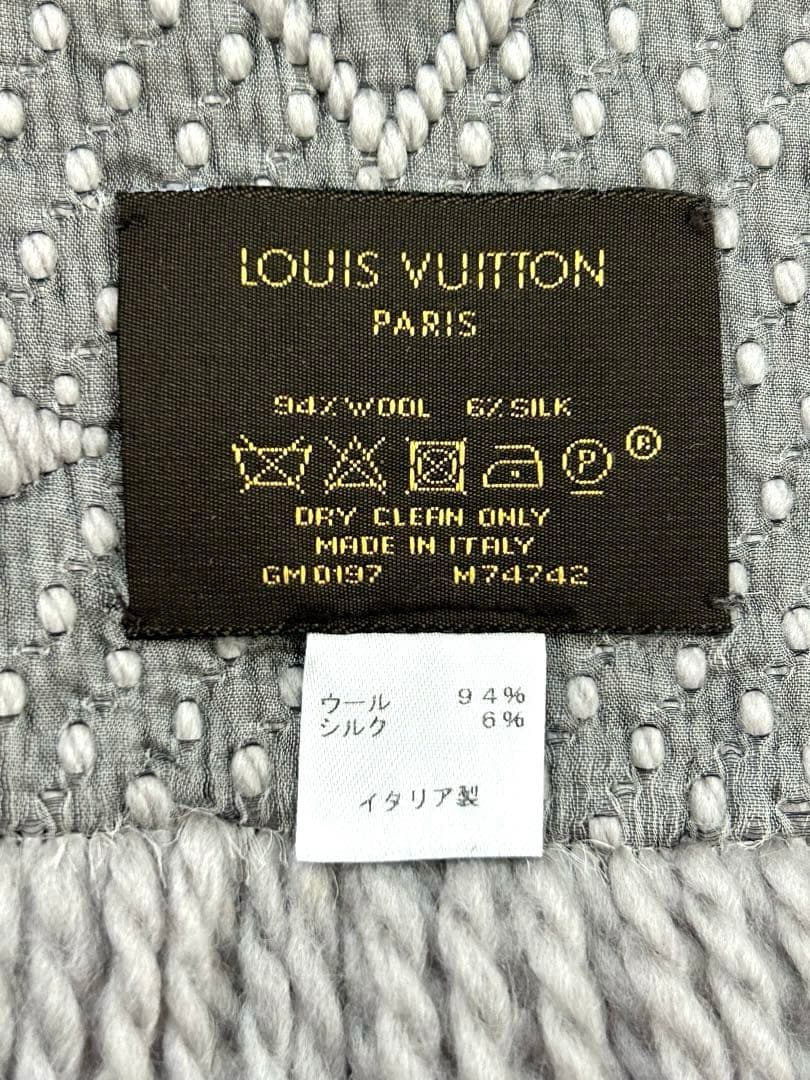 LOUIS VUITTON
PARIS
94% WOOL 6% SILK
P ®
DRY CLEAN ONLY
MADE IN ITALY
GM0197 M74742
ウール 94%
シルク 6%
イタリア製